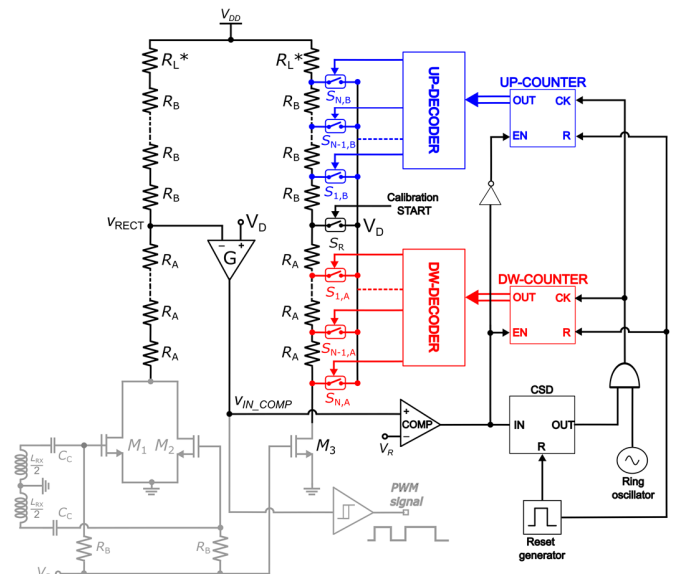 V_DD
R_L*
R_L*
R_B
R_B
S_N,B
UP-DECODER
UP-COUNTER
OUT
CK
EN
R
R_B
R_B
S_N-1,B
R_B
R_B
S_1,B
Calibration
START
v_RECT
V_D
V_D
G
S_R
R_A
R_A
S_1,A
DW-DECODER
DW-COUNTER
OUT
CK
EN
R
R_A
R_A
S_N-1,A
R_A
R_A
S_N,A
CSD
v_IN_COMP
COMP
IN
OUT
R
V_R
M_1
M_2
M_3
C_C
L_RX
2
L_RX
2
C_C
Ring
oscillator
PWM
signal
R_B
R_B
Reset
generator